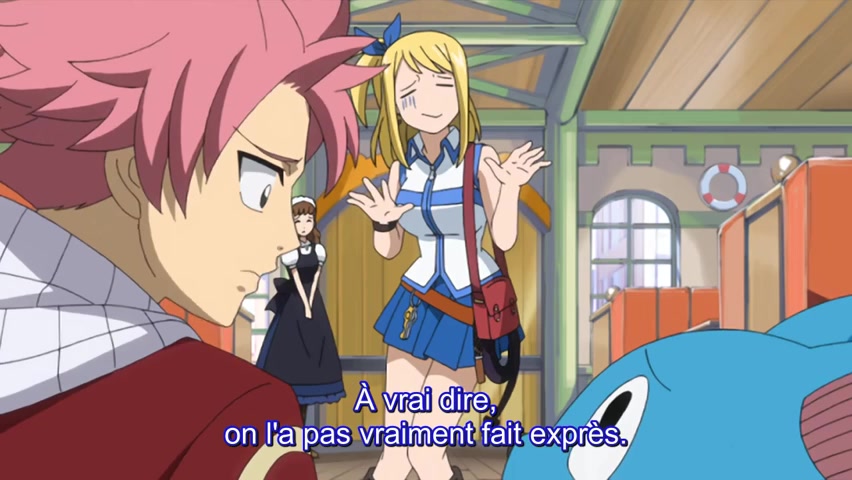 À vrai dire,
on l'a pas vraiment fait exprès.